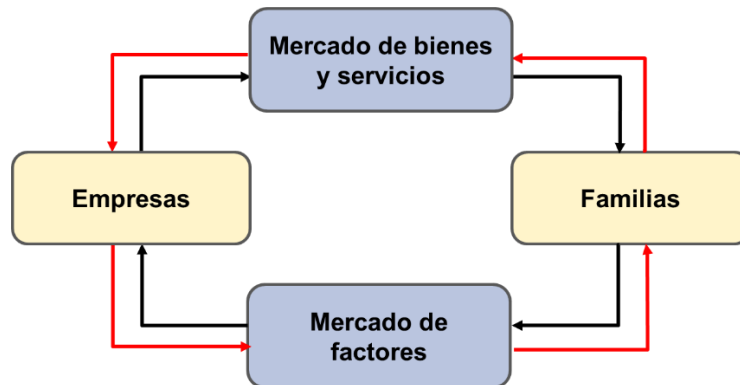 Mercado de bienes
y servicios
Empresas
Familias
Mercado de
factores